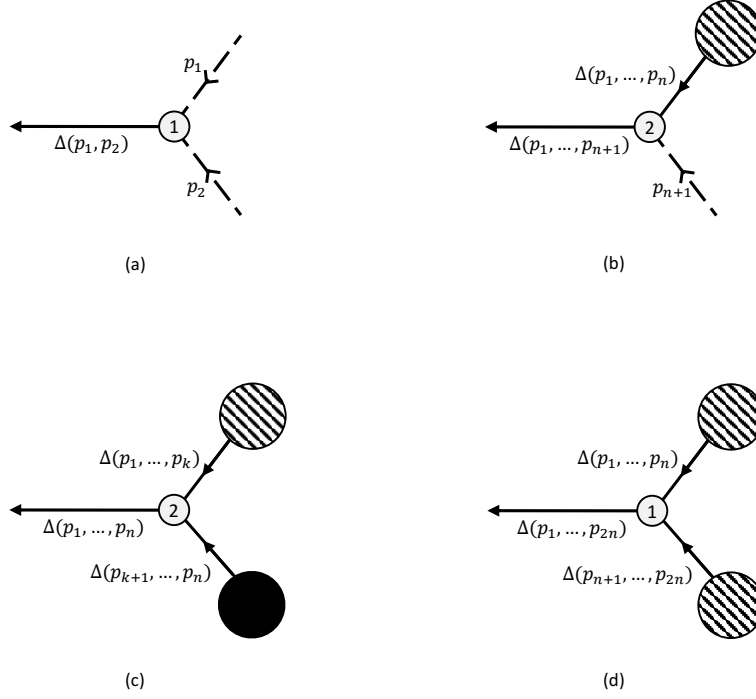 p₁
1
Δ(p₁, p₂)
p₂
(a)
Δ(p₁, …, pₙ)
2
Δ(p₁, …, pₙ₊₁)
pₙ₊₁
(b)
Δ(p₁, …, pₖ)
2
Δ(p₁, …, pₙ)
Δ(pₖ₊₁, …, pₙ)
(c)
Δ(p₁, …, pₙ)
1
Δ(p₁, …, p₂ₙ)
Δ(pₙ₊₁, …, p₂ₙ)
(d)